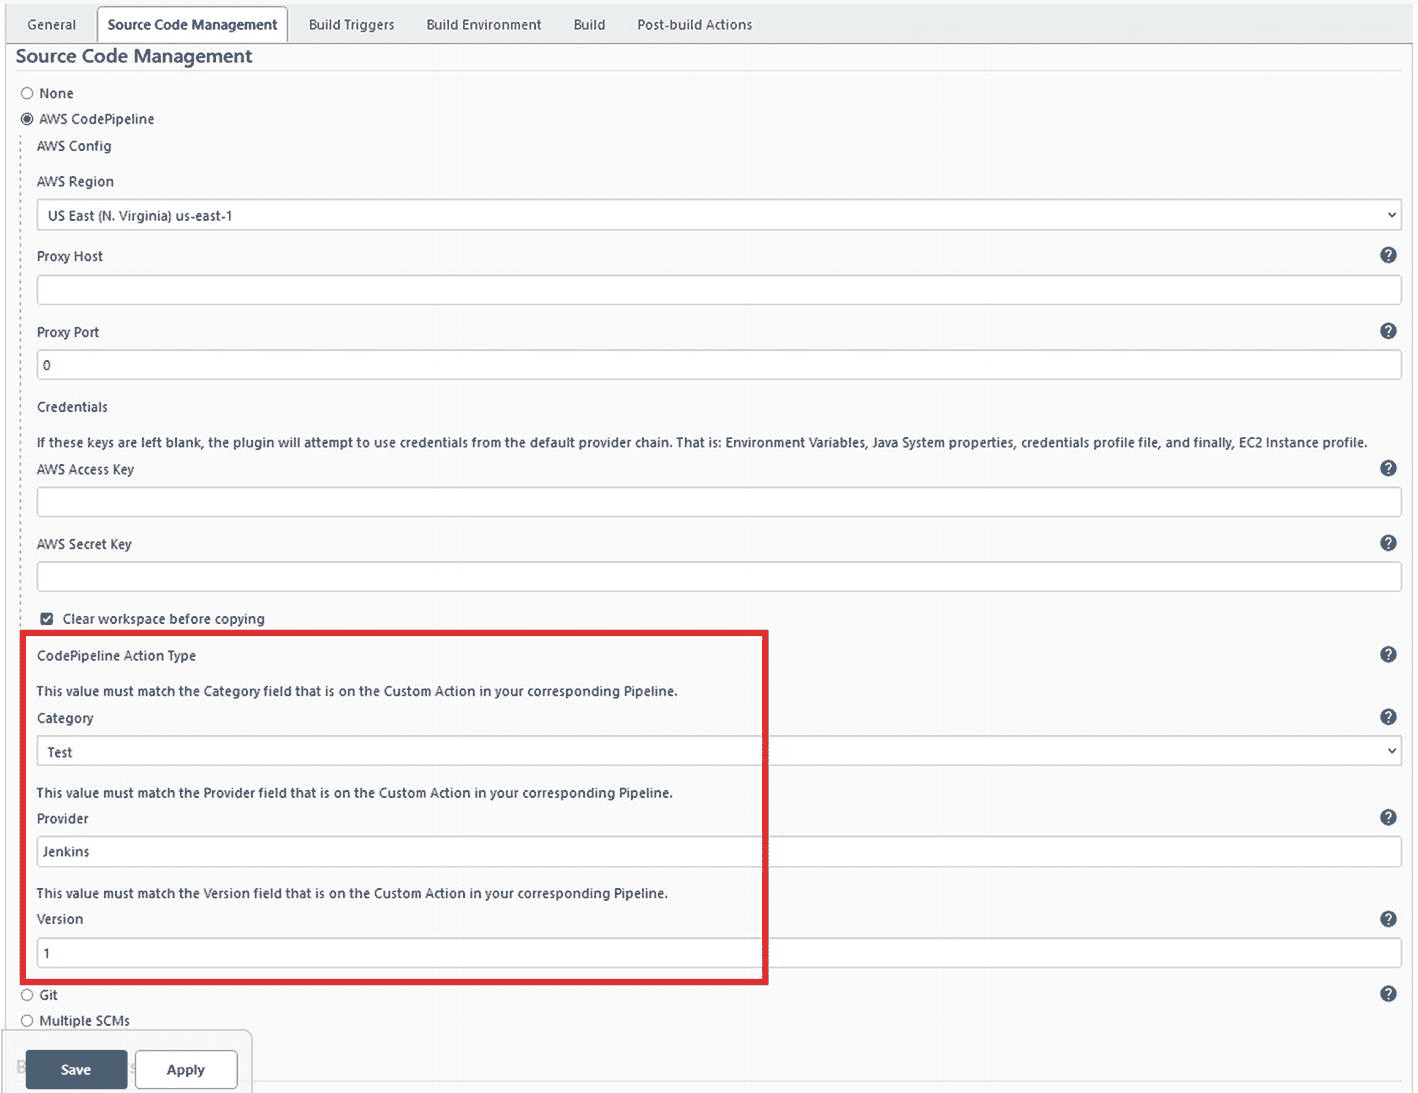 General Source Code Management Build Triggers Build Environment Build Post-build Actions
Source Code Management
None
AWS CodePipeline
AWS Config
AWS Region
US East (N. Virginia) us-east-1
Proxy Host
Proxy Port
0
Credentials
If these keys are left blank, the plugin will attempt to use credentials from the default provider chain. That is: Environment Variables, Java System properties, credentials profile file, and finally, EC2 Instance profile.
AWS Access Key
AWS Secret Key
Clear workspace before copying
CodePipeline Action Type
This value must match the Category field that is on the Custom Action in your corresponding Pipeline.
Category
Test
This value must match the Provider field that is on the Custom Action in your corresponding Pipeline.
Provider
Jenkins
This value must match the Version field that is on the Custom Action in your corresponding Pipeline.
Version
1
Git
Multiple SCMs
Save Apply